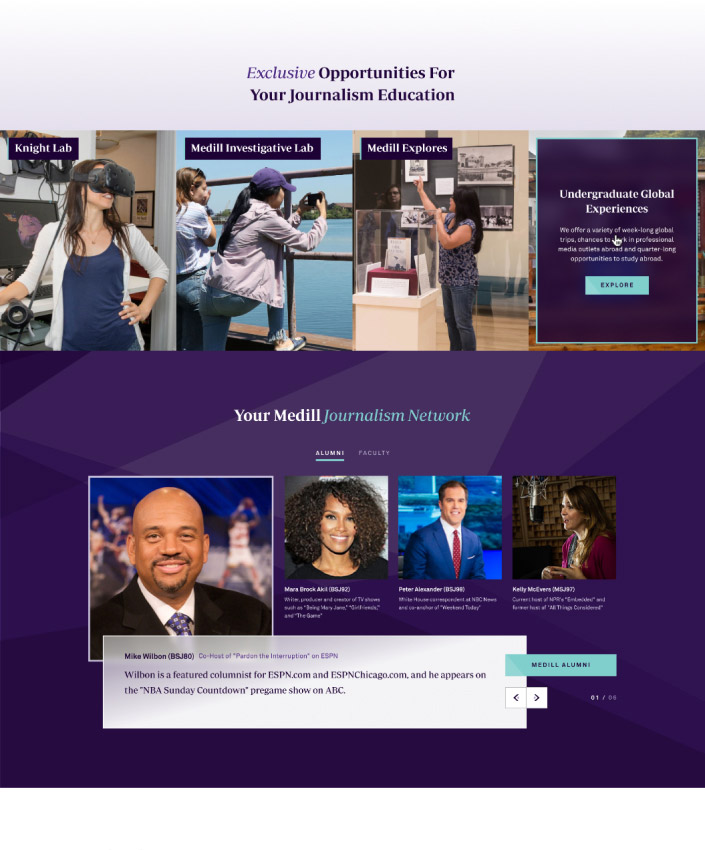 Exclusive Opportunities For
Your Journalism Education
Knight Lab
Medill Investigative Lab
Medill Explores
Undergraduate Global
Experiences
We offer a variety of week-long global
trips, chances to work in professional
media outlets abroad and quarter-long
opportunities to study abroad.
EXPLORE
Your Medill Journalism Network
ALUMNI
FACULTY
Mara Brock Akil (BSJ92)
Writer, producer and creator of TV shows
such as "Being Mary Jane," "Girlfriends,"
and "The Game"
Peter Alexander (BSJ98)
White House correspondent at NBC News
and co-anchor of "Weekend Today"
Kelly McEvers (MSJ97)
Current host of NPR's "Embedded" and
former host of "All Things Considered"
Mike Wilbon (BSJ80) Co-Host of "Pardon the Interruption" on ESPN
Wilbon is a featured columnist for ESPN.com and ESPNChicago.com, and he appears on
the "NBA Sunday Countdown" pregame show on ABC.
MEDILL ALUMNI
01 / 06